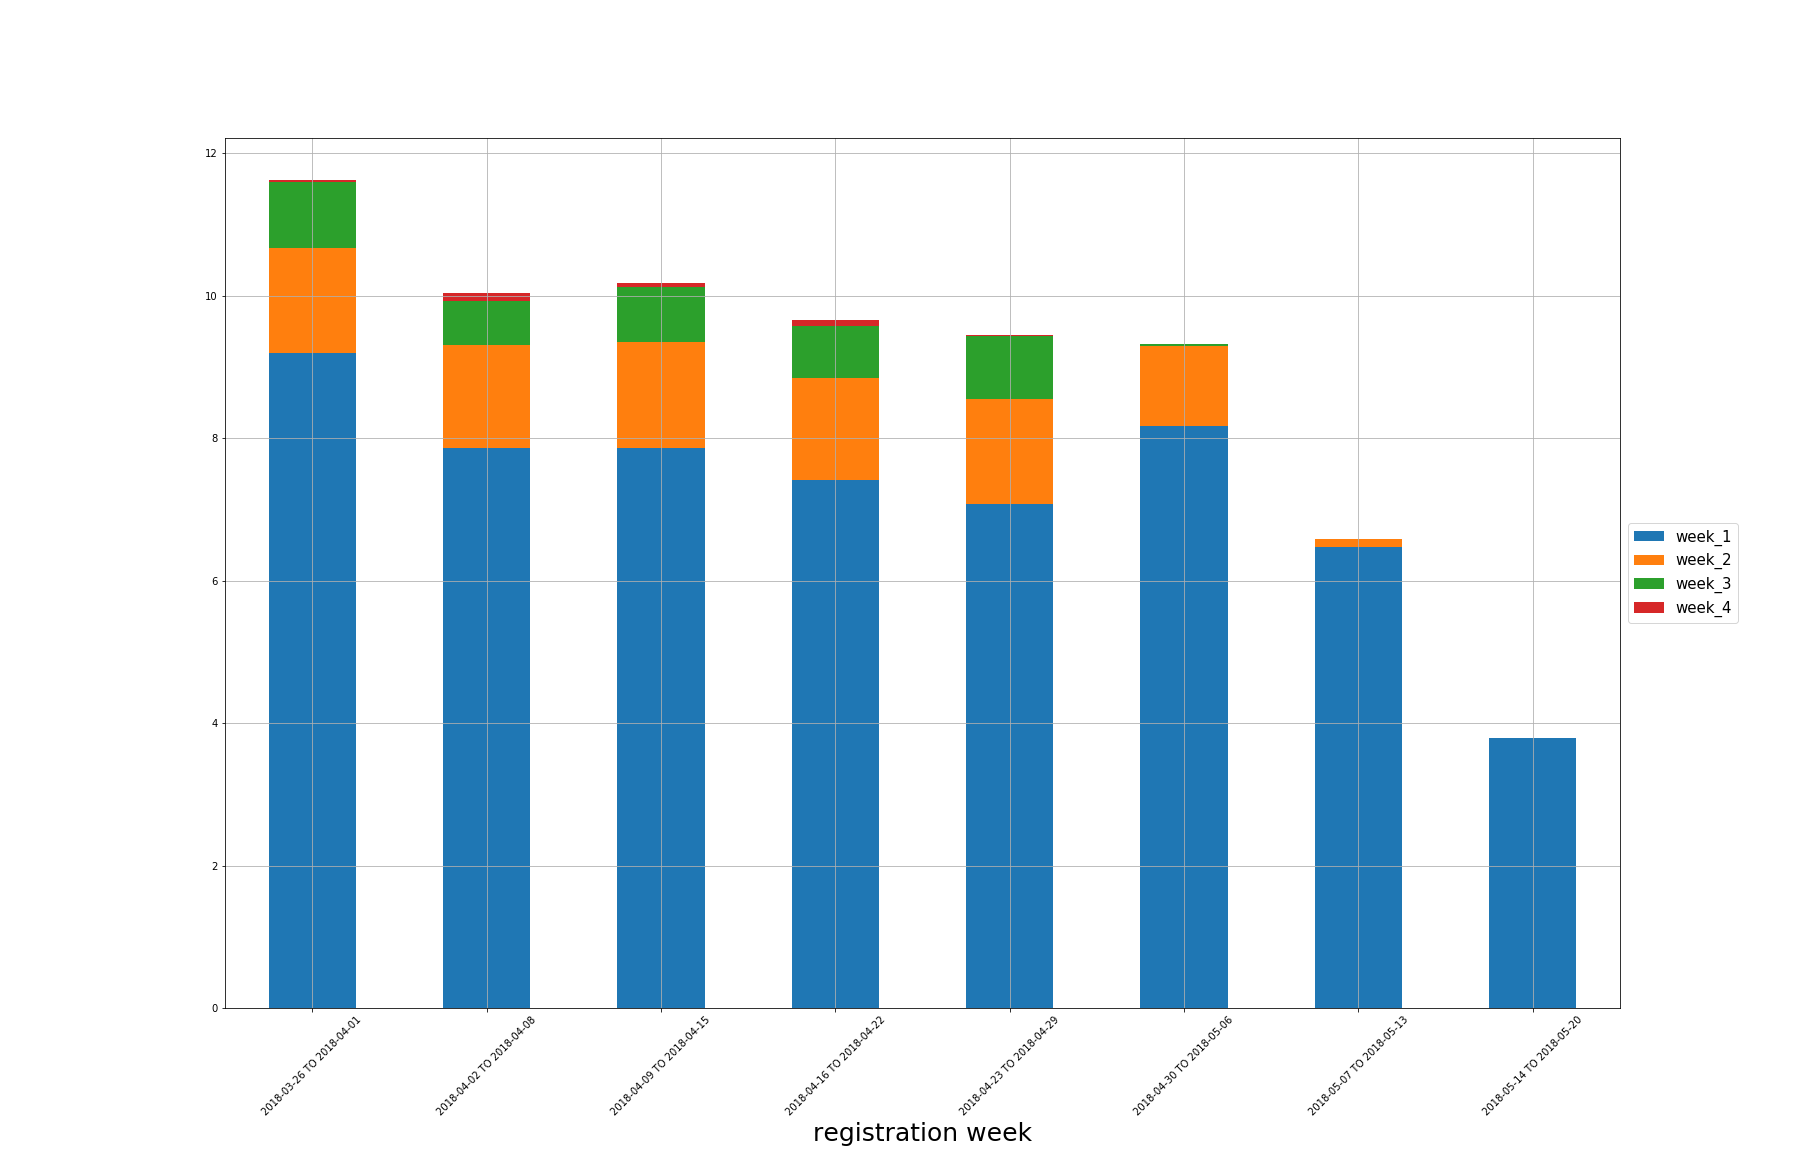 12
10
8
6
4
2
0
2018-03-26 TO 2018-04-01
2018-04-02 TO 2018-04-08
2018-04-09 TO 2018-04-15
2018-04-16 TO 2018-04-22
2018-04-23 TO 2018-04-29
2018-04-30 TO 2018-05-06
2018-05-07 TO 2018-05-13
2018-05-14 TO 2018-05-20
registration week
week_1
week_2
week_3
week_4